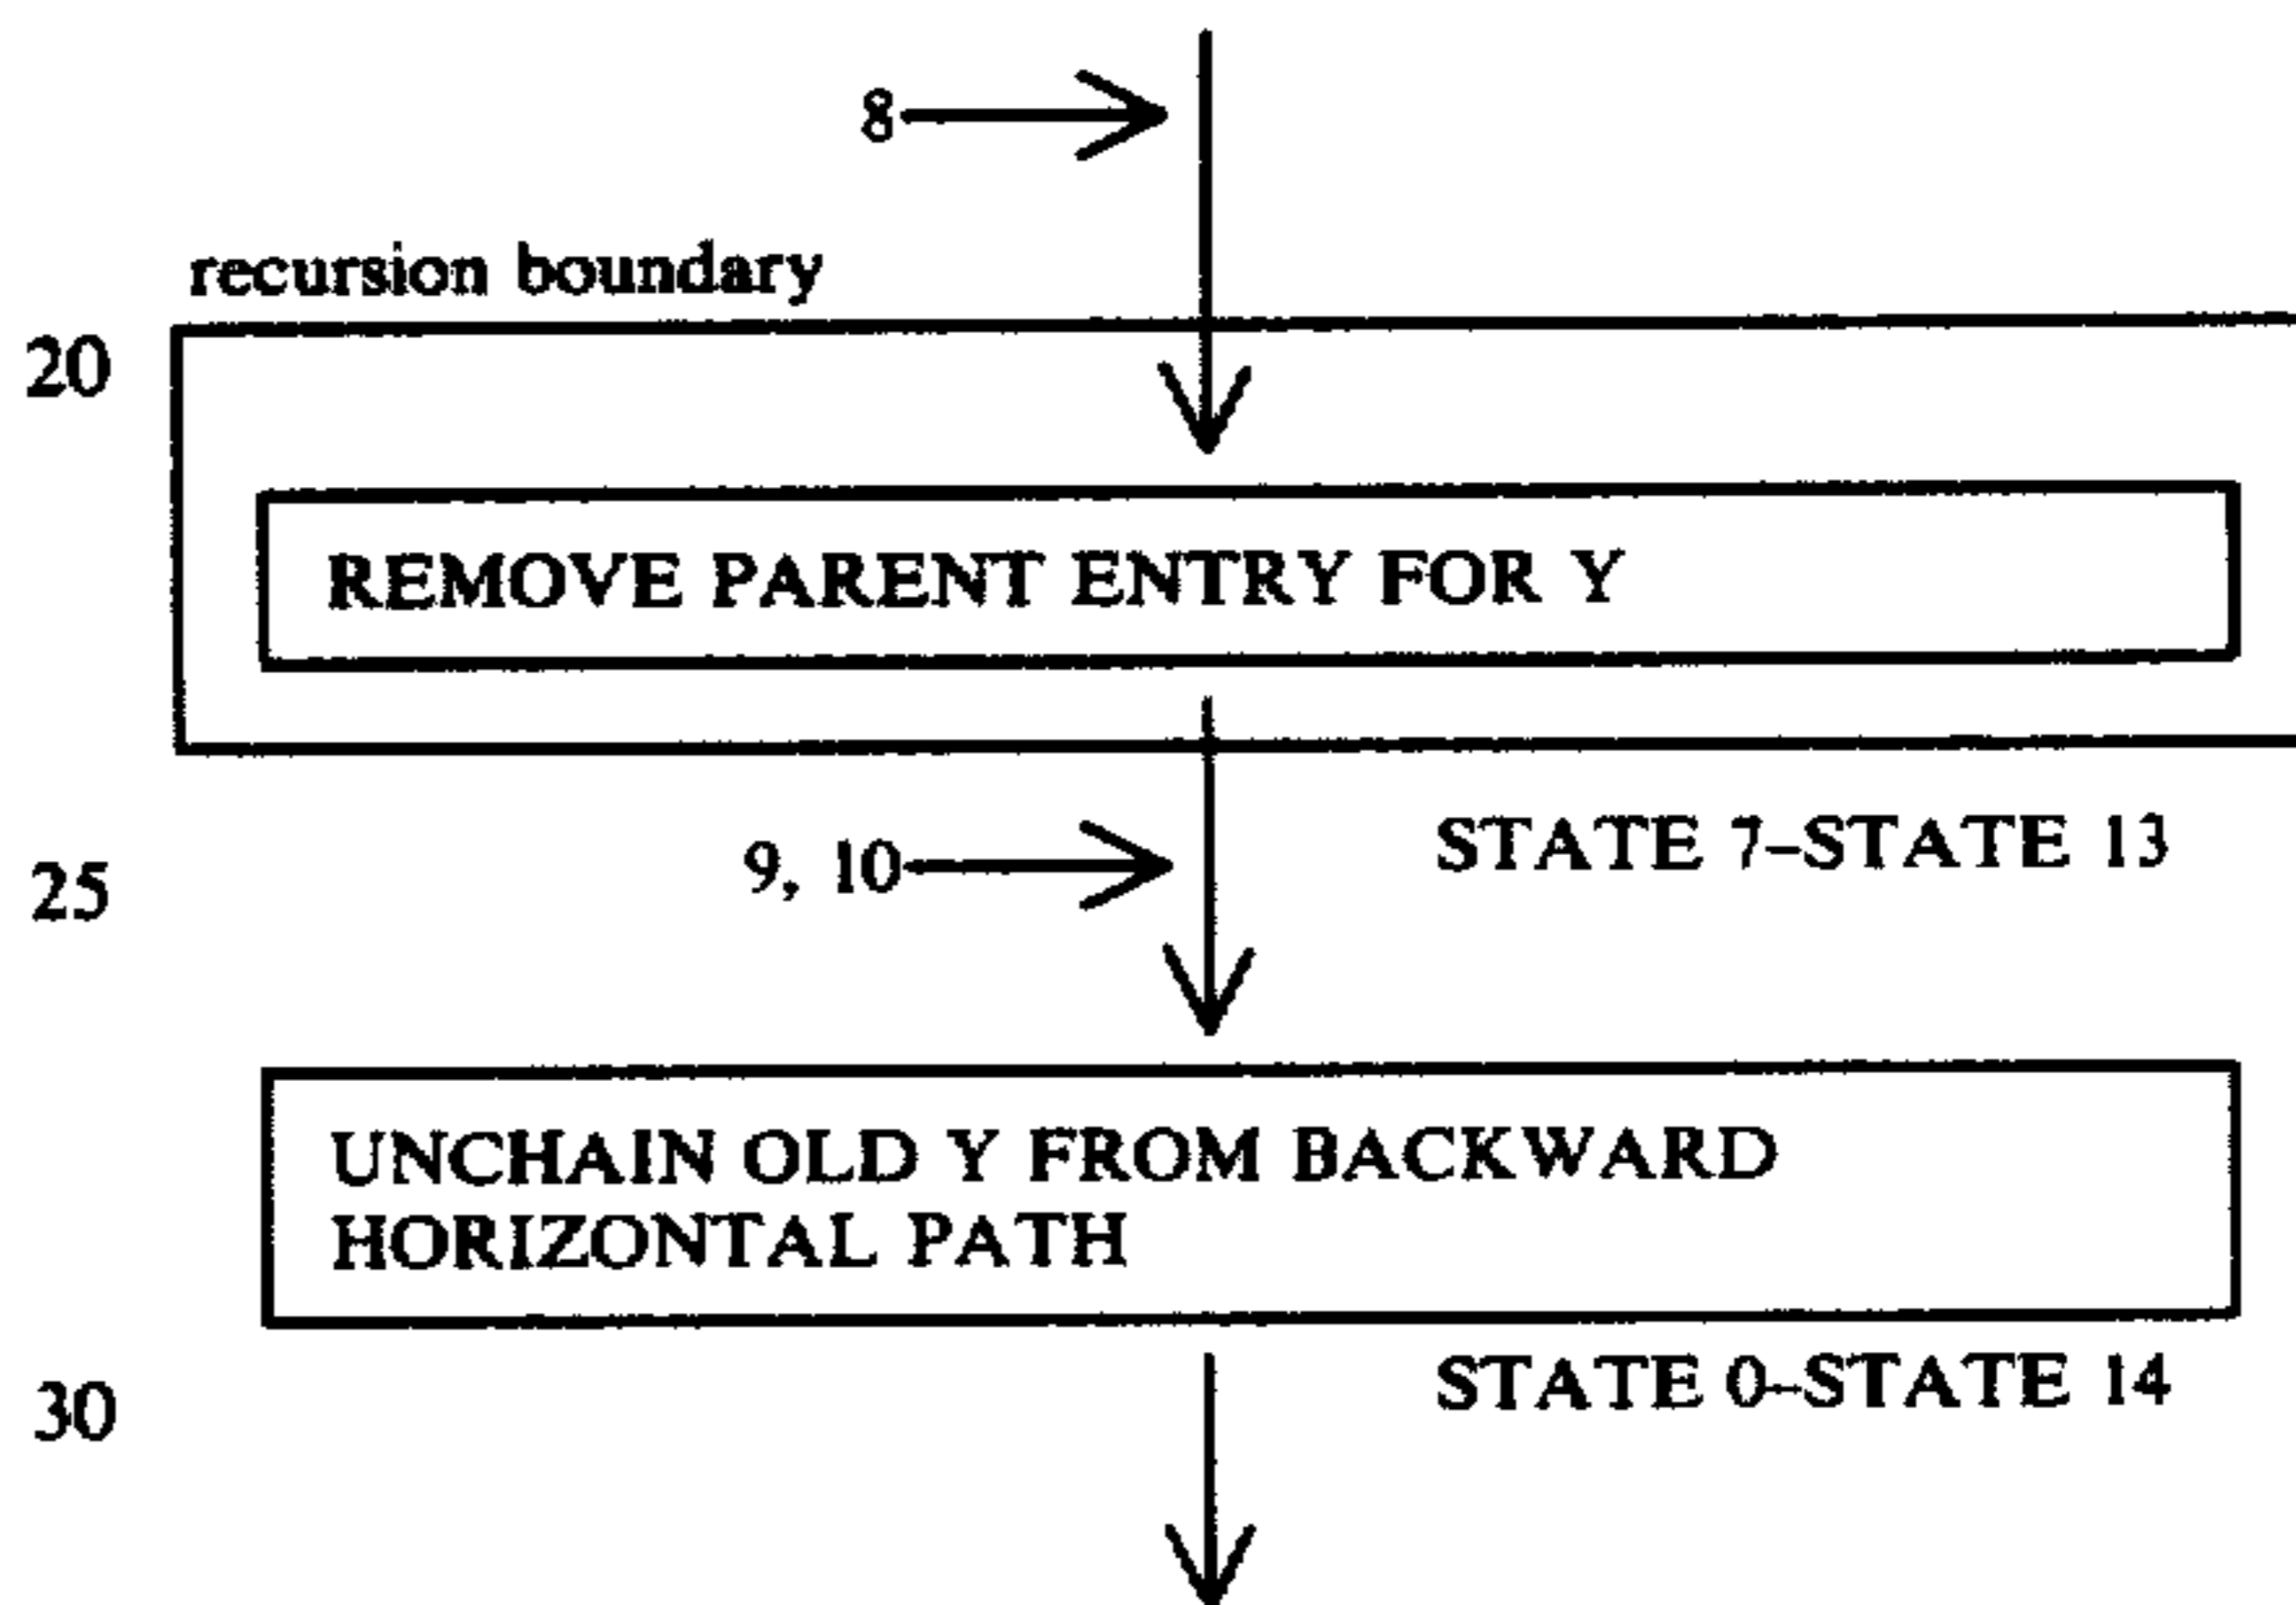 8
recursion boundary
20
REMOVE PARENT ENTRY FOR Y
STATE 7–STATE 13
9, 10
25
UNCHAIN OLD Y FROM BACKWARD
HORIZONTAL PATH
STATE 0–STATE 14
30